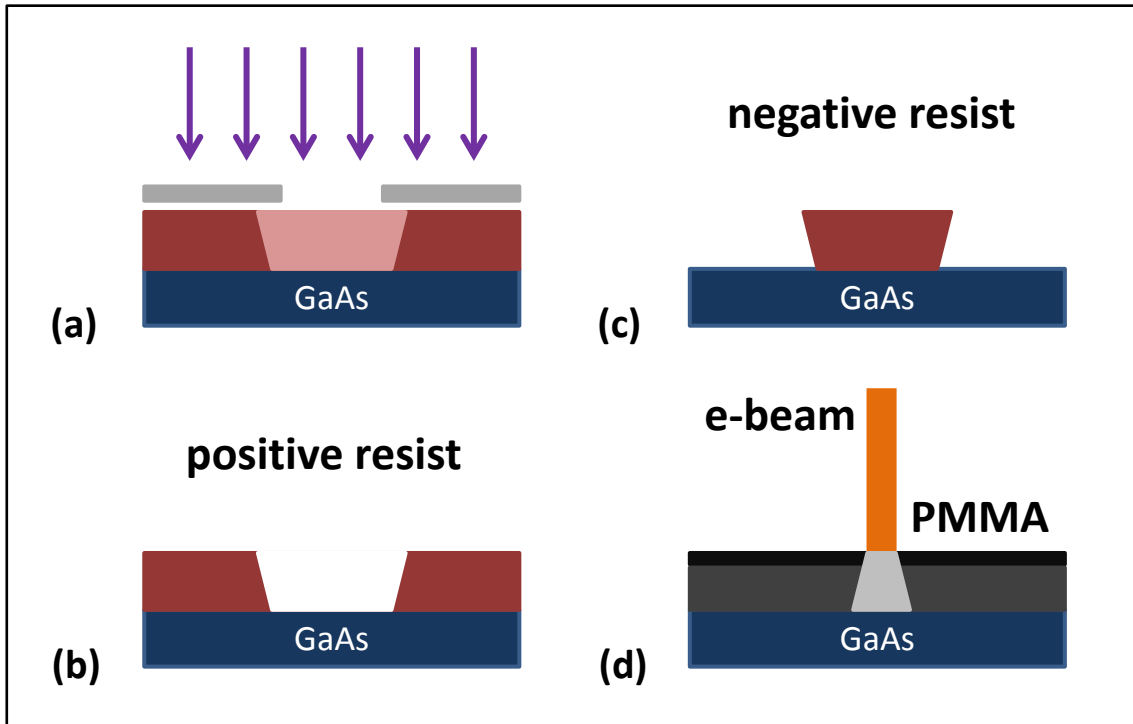 GaAs
(a)
positive resist
GaAs
(b)
negative resist
GaAs
(c)
e-beam
PMMA
GaAs
(d)